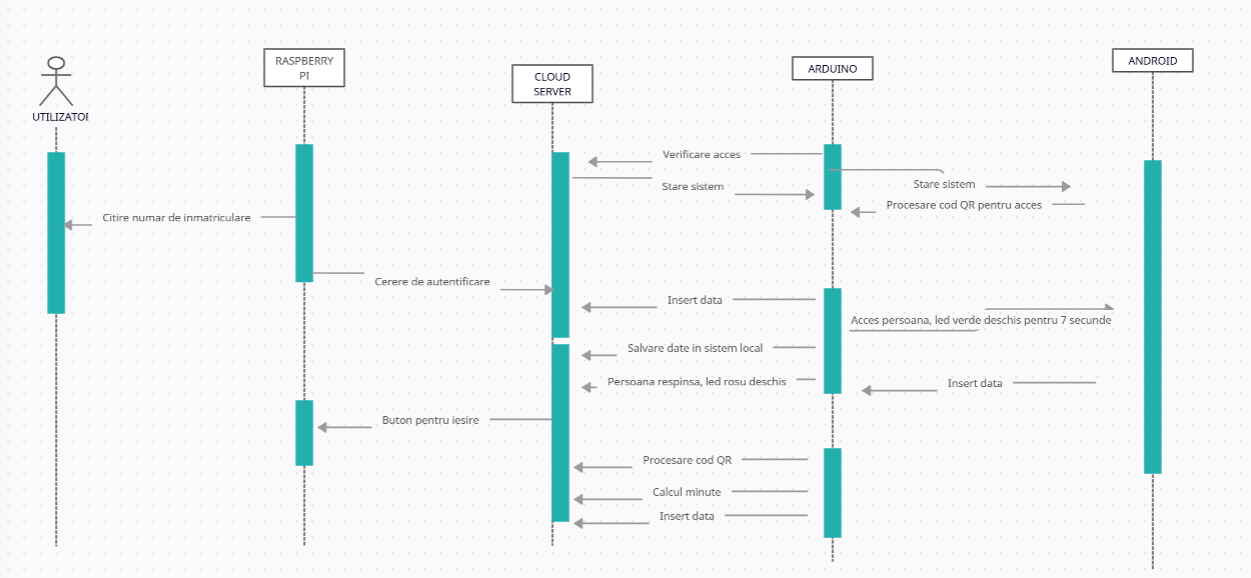 RASPBERRY
PI
CLOUD
SERVER
ARDUINO
ANDROID
UTILIZATOR
Verificare acces
Stare sistem
Stare sistem
Procesare cod QR pentru acces
Citire numar de inmatriculare
Cerere de autentificare
Insert data
Acces persoana, led verde deschis pentru 7 secunde
Salvare date in sistem local
Persoana respinsa, led rosu deschis
Insert data
Buton pentru iesire
Procesare cod QR
Calcul minute
Insert data